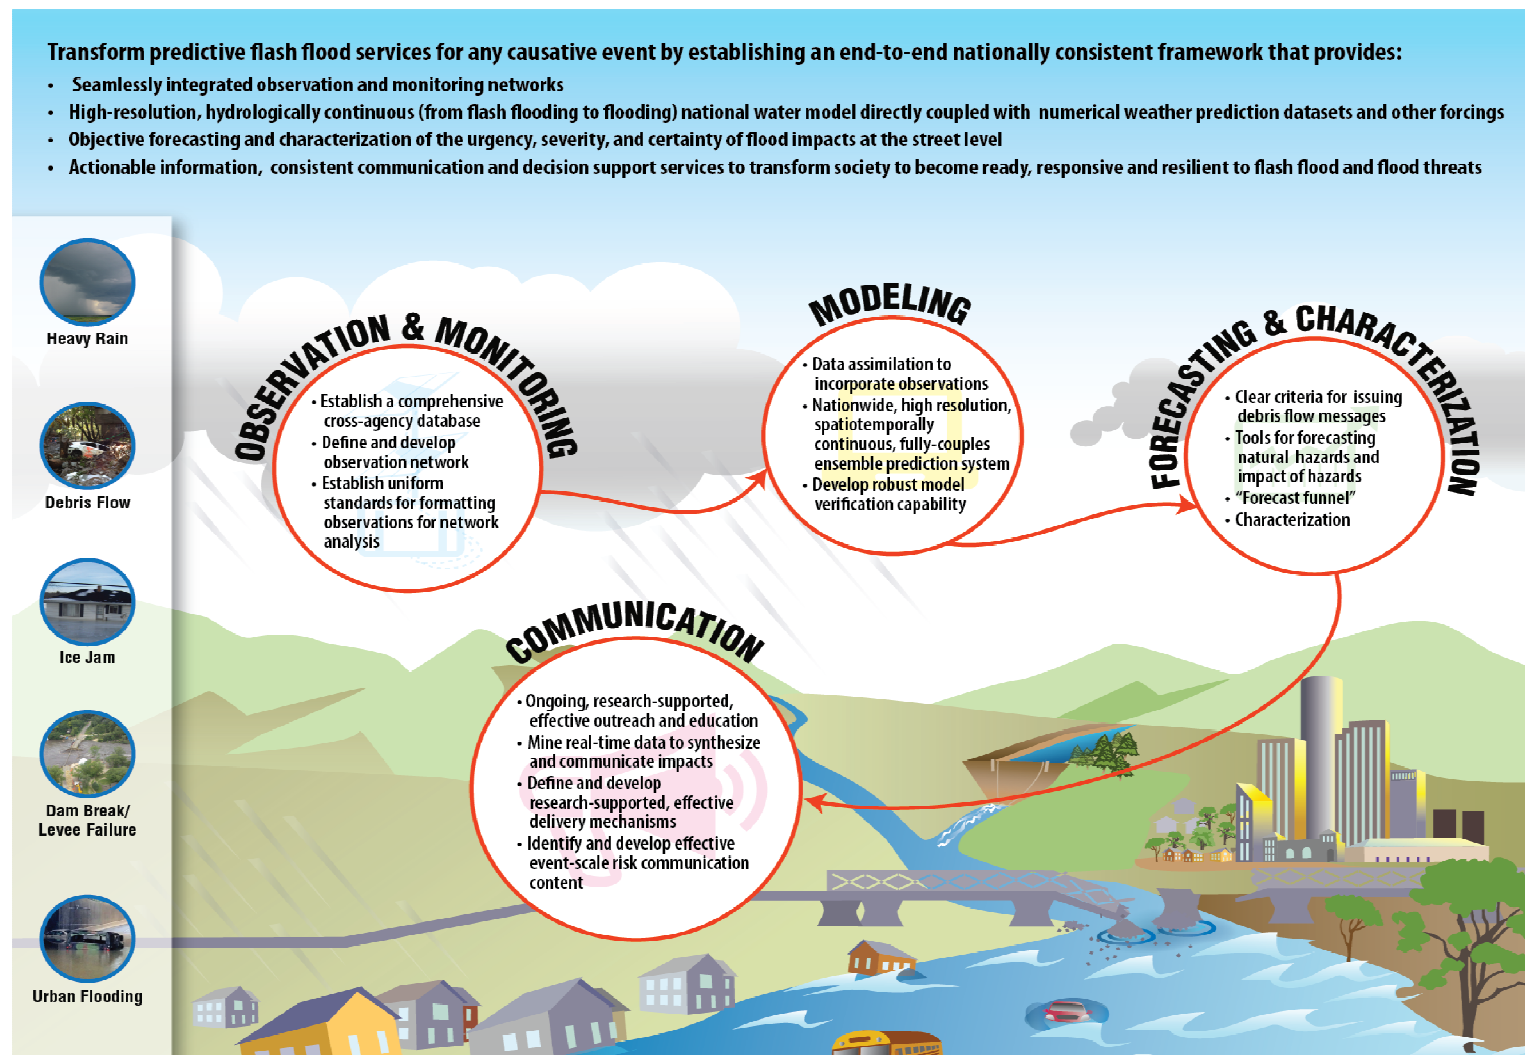 Transform predictive flash flood services for any causative event by establishing an end-to-end nationally consistent framework that provides:
• Seamlessly integrated observation and monitoring networks
• High-resolution, hydrologically continuous (from flash flooding to flooding) national water model directly coupled with numerical weather prediction datasets and other forcings
• Objective forecasting and characterization of the urgency, severity, and certainty of flood impacts at the street level
• Actionable information, consistent communication and decision support services to transform society to become ready, responsive and resilient to flash flood and flood threats
Heavy Rain
Debris Flow
Ice Jam
Dam Break/
Levee Failure
Urban Flooding
OBSERVATION & MONITORING
• Establish a comprehensive
cross-agency database
• Define and develop
observation network
• Establish uniform
standards for formatting
observations for network
analysis
MODELING
• Data assimilation to
incorporate observations
• Nationwide, high resolution,
spatiotemporally
continuous, fully-couples
ensemble prediction system
• Develop robust model
verification capability
FORECASTING & CHARACTERIZATION
• Clear criteria for issuing
debris flow messages
• Tools for forecasting
natural hazards and
impact of hazards
• “Forecast funnel”
• Characterization
COMMUNICATION
• Ongoing, research-supported,
effective outreach and education
• Mine real-time data to synthesize
and communicate impacts
• Define and develop
research-supported, effective
delivery mechanisms
• Identify and develop effective
event-scale risk communication
content